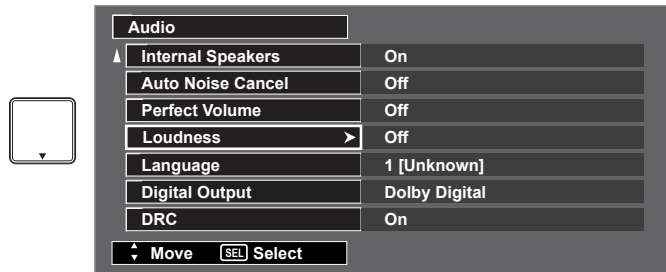 Audio
Internal Speakers On
Auto Noise Cancel Off
Perfect Volume Off
Loudness Off
Language 1 [Unknown]
Digital Output Dolby Digital
DRC On
Move SEL Select